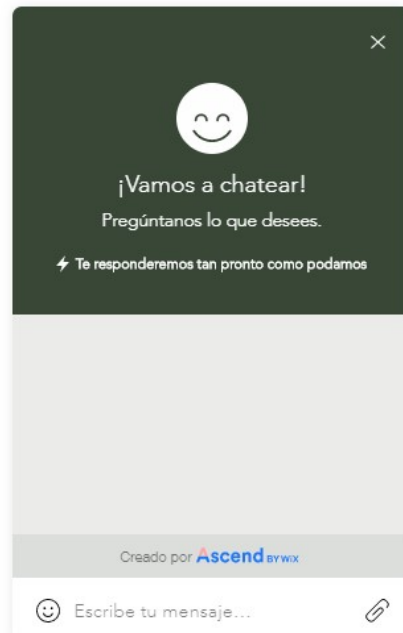 ¡Vamos a chatear!
Pregúntanos lo que desees.
Te responderemos tan pronto como podamos
Creado por Ascend BY WIX
Escribe tu mensaje...